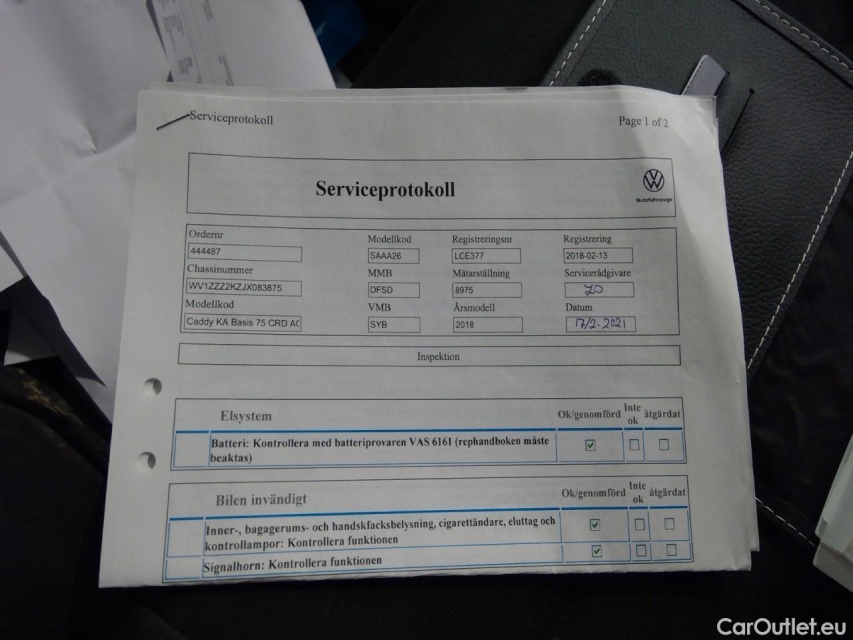 Serviceprotokoll
Page 1 of 2
Serviceprotokoll
Nutzfahrzeuge
Ordernr
444487
Modellkod
SAAA26
Registreringsnr
LCE377
Registrering
2018-02-13
Chassinummer
WV1ZZZ2KZJX083875
MMB
DFSD
Mätarställning
8975
Servicerådgivare
Modellkod
Caddy KA Basis 75 CRD A
VMB
SYB
Årsmodell
2018
Datum
17/2-2021
Inspektion
Elsystem
Ok/genomförd
Inte ok
åtgärdat
Batteri: Kontrollera med batteriprovaren VAS 6161 (rephandboken måste
beaktas)
Bilen invändigt
Ok/genomförd
Inte ok
åtgärdat
Inner-, bagagerums- och handskfacksbelysning, cigarettändare, eluttag och
kontrollampor: Kontrollera funktionen
Signalhorn: Kontrollera funktionen
CarOutlet.eu